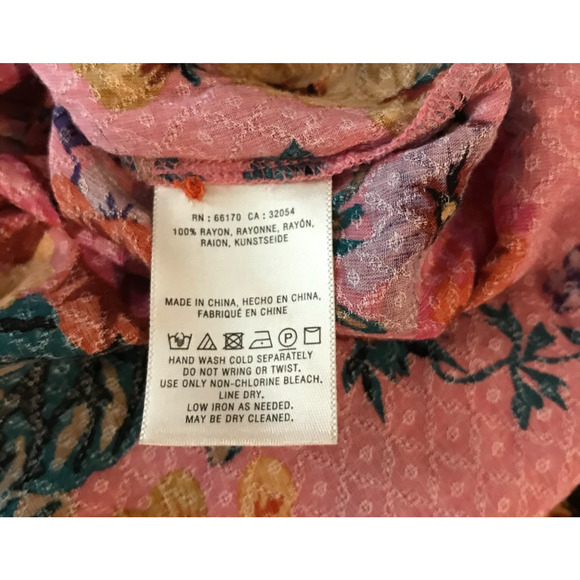 RN : 66170 CA : 32054
100% RAYON, RAYONNE, RAYÓN,
RAION, KUNSTSEIDE
MADE IN CHINA, HECHO EN CHINA,
FABRIQUÉ EN CHINE
P
HAND WASH COLD SEPARATELY
DO NOT WRING OR TWIST.
USE ONLY NON-CHLORINE BLEACH.
LINE DRY.
LOW IRON AS NEEDED.
MAY BE DRY CLEANED.